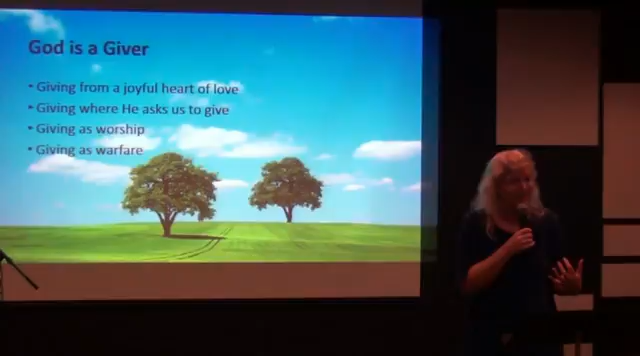 God is a Giver
• Giving from a joyful heart of love
• Giving where He asks us to give
• Giving as worship
• Giving as warfare